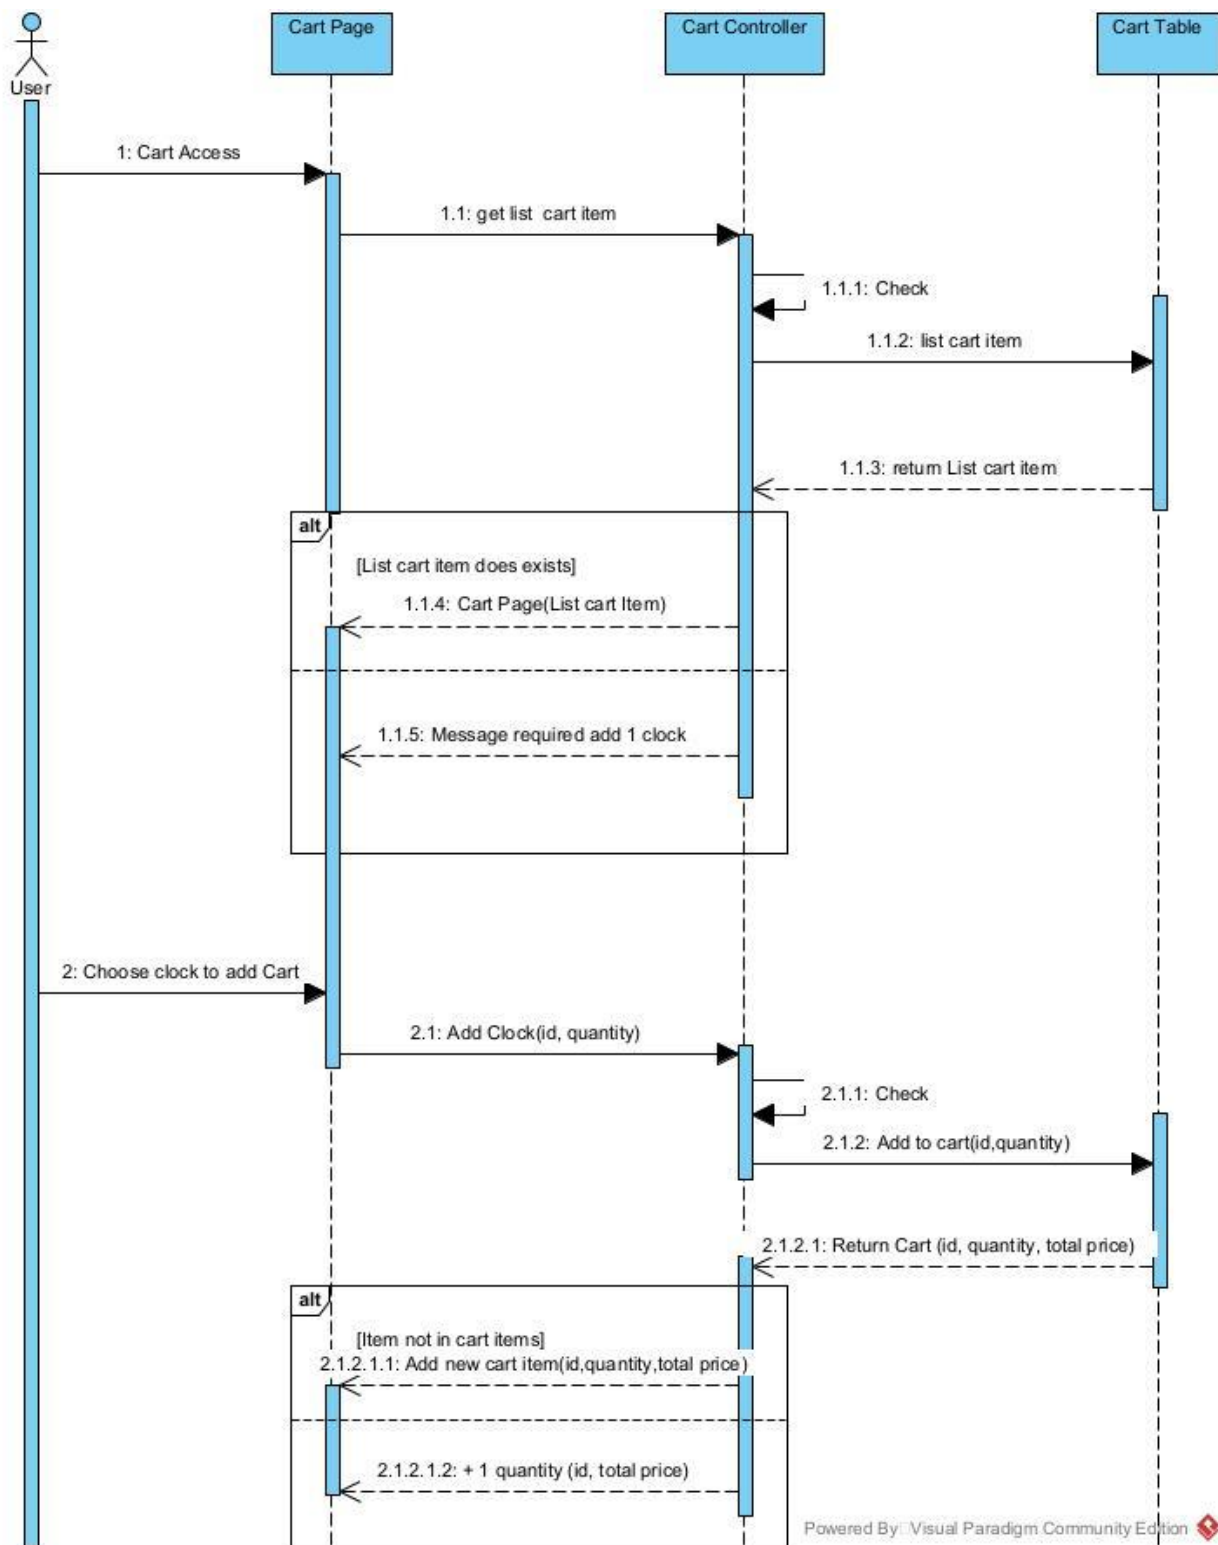 Cart Page
Cart Controller
Cart Table
User
1: Cart Access
1.1: get list  cart item
1.1.1: Check
1.1.2: list cart item
1.1.3: return List cart item
alt
[List cart item does exists]
1.1.4: Cart Page(List cart Item)
1.1.5: Message required add 1 clock
2: Choose clock to add Cart
2.1: Add Clock(id, quantity)
2.1.1: Check
2.1.2: Add to cart(id,quantity)
2.1.2.1: Return Cart (id, quantity, total price)
alt
[Item not in cart items]
2.1.2.1.1: Add new cart item(id,quantity,total price)
2.1.2.1.2: + 1 quantity (id, total price)
Powered By Visual Paradigm Community Edition